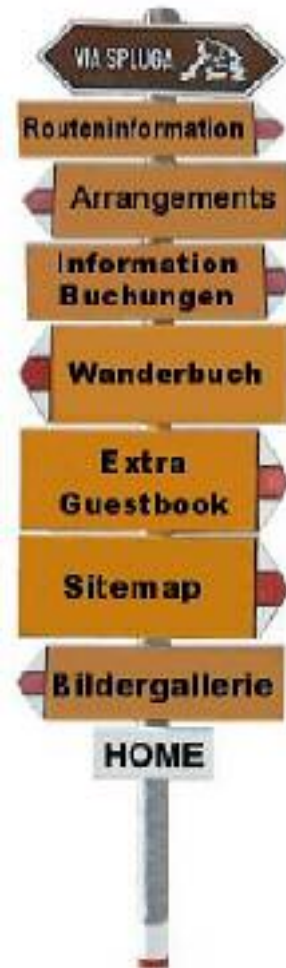 VIA SPLUGA
Routeninformation
Arrangements
Information
Buchungen
Wanderbuch
Extra
Guestbook
Sitemap
Bildergallerie
HOME